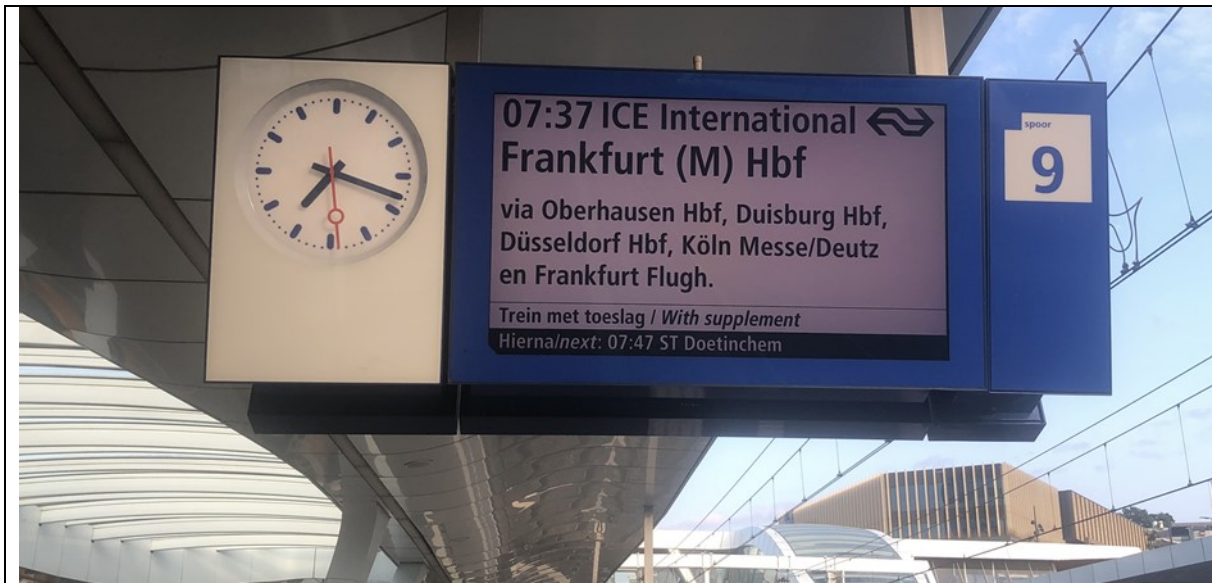 07:37 ICE International
Frankfurt (M) Hbf
via Oberhausen Hbf, Duisburg Hbf,
Düsseldorf Hbf, Köln Messe/Deutz
en Frankfurt Flugh.
Trein met toeslag / With supplement
Hierna/next: 07:47 ST Doetinchem
spoor
9